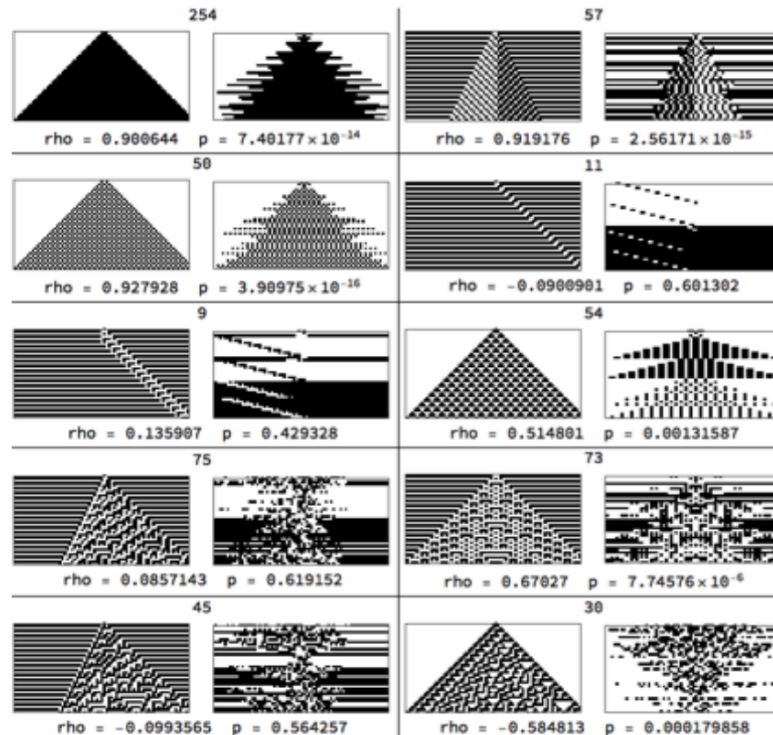 254
57
rho = 0.900644 p = 7.40177×10⁻¹⁴
rho = 0.919176 p = 2.56171×10⁻¹⁵
50
11
rho = 0.927928 p = 3.90975×10⁻¹⁶
rho = -0.0900901 p = 0.601302
9
54
rho = 0.135907 p = 0.429328
rho = 0.514801 p = 0.00131587
75
73
rho = 0.0857143 p = 0.619152
rho = 0.67027 p = 7.74576×10⁻⁶
45
30
rho = -0.0993565 p = 0.564257
rho = -0.584813 p = 0.000179858